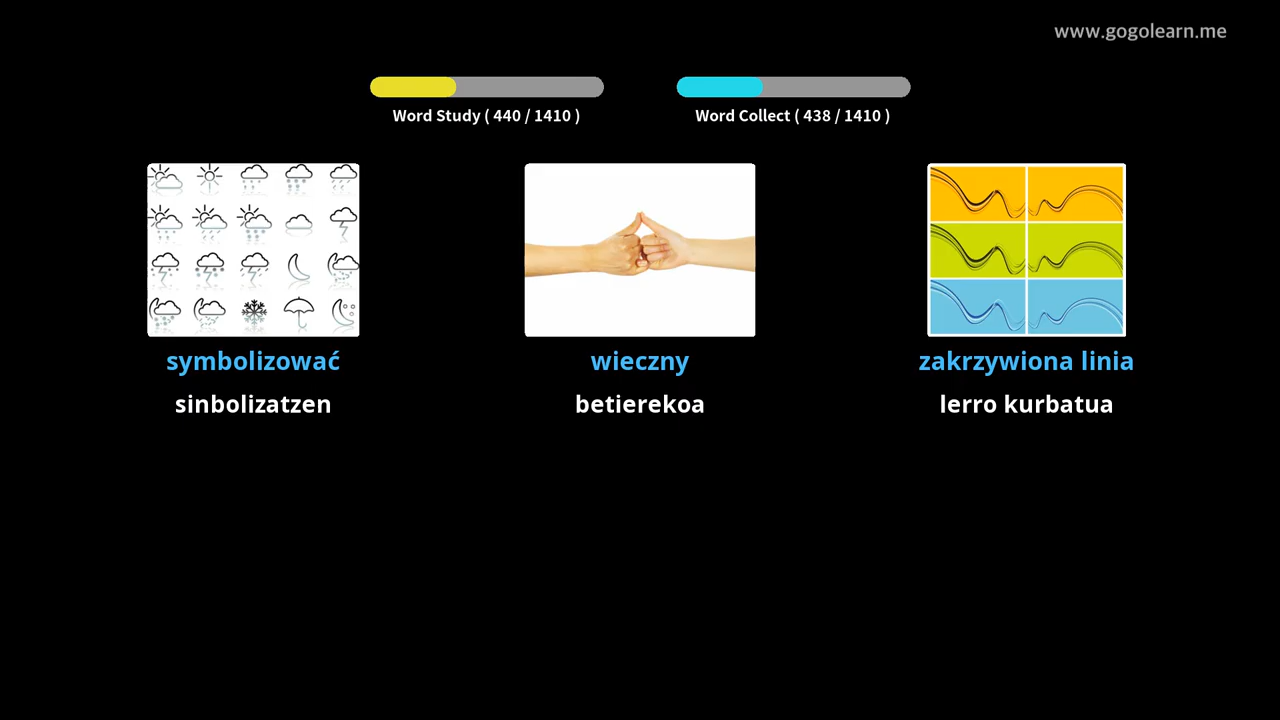 www.gogolearn.me
Word Study ( 440 / 1410 )
Word Collect ( 438 / 1410 )
symbolizować
sinbolizatzen
wieczny
betierekoa
zakrzywiona linia
lerro kurbatua